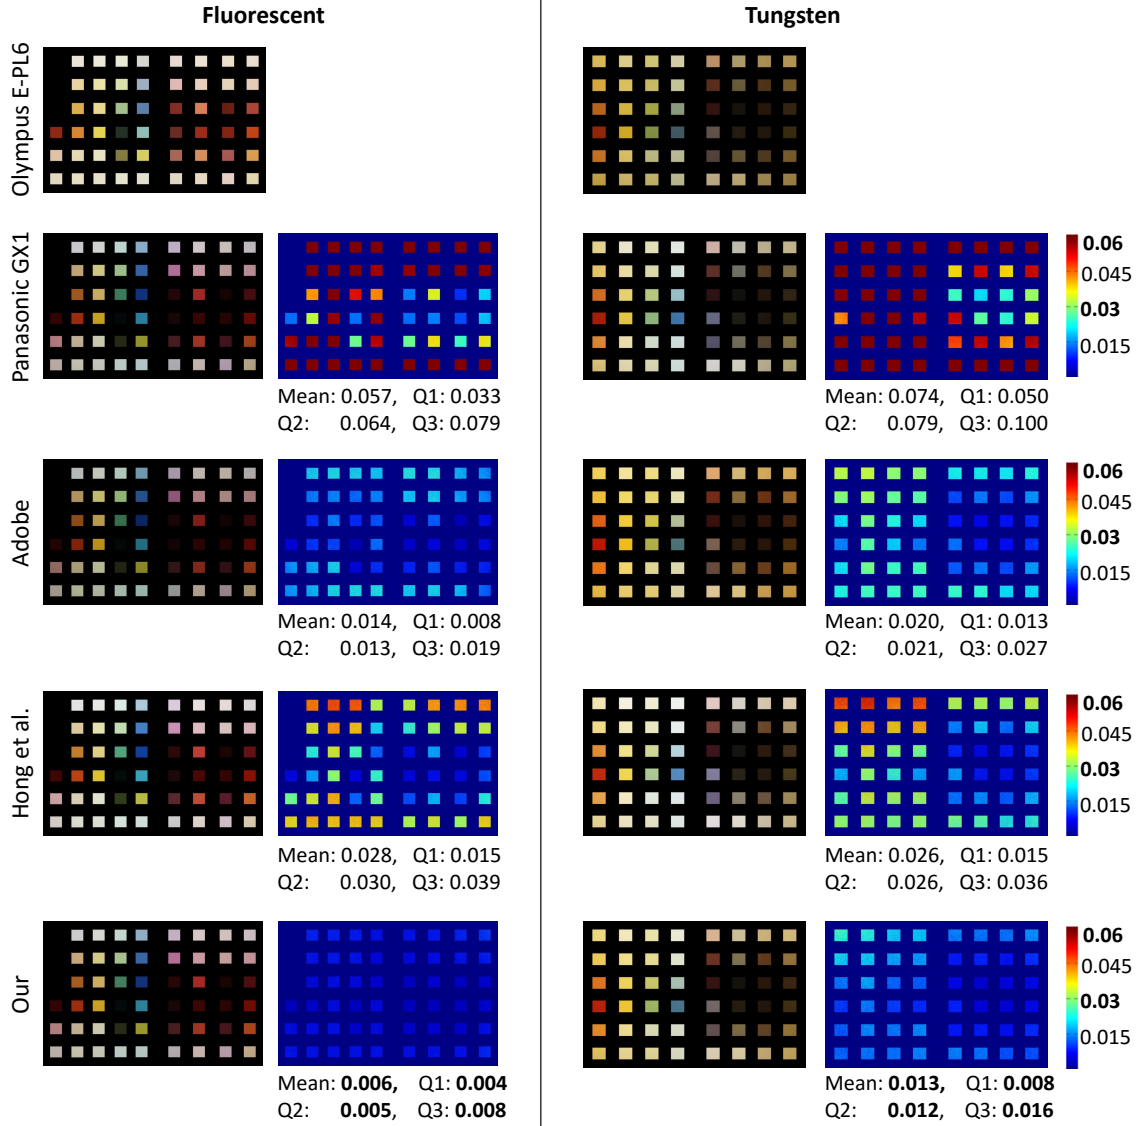 Fluorescent
Tungsten
Olympus E-PL6
Panasonic GX1
0.06
0.045
0.03
0.015
Mean: 0.057, Q1: 0.033
Q2: 0.064, Q3: 0.079
Mean: 0.074, Q1: 0.050
Q2: 0.079, Q3: 0.100
Adobe
0.06
0.045
0.03
0.015
Mean: 0.014, Q1: 0.008
Q2: 0.013, Q3: 0.019
Mean: 0.020, Q1: 0.013
Q2: 0.021, Q3: 0.027
Hong et al.
0.06
0.045
0.03
0.015
Mean: 0.028, Q1: 0.015
Q2: 0.030, Q3: 0.039
Mean: 0.026, Q1: 0.015
Q2: 0.026, Q3: 0.036
Our
0.06
0.045
0.03
0.015
Mean: 0.006, Q1: 0.004
Q2: 0.005, Q3: 0.008
Mean: 0.013, Q1: 0.008
Q2: 0.012, Q3: 0.016